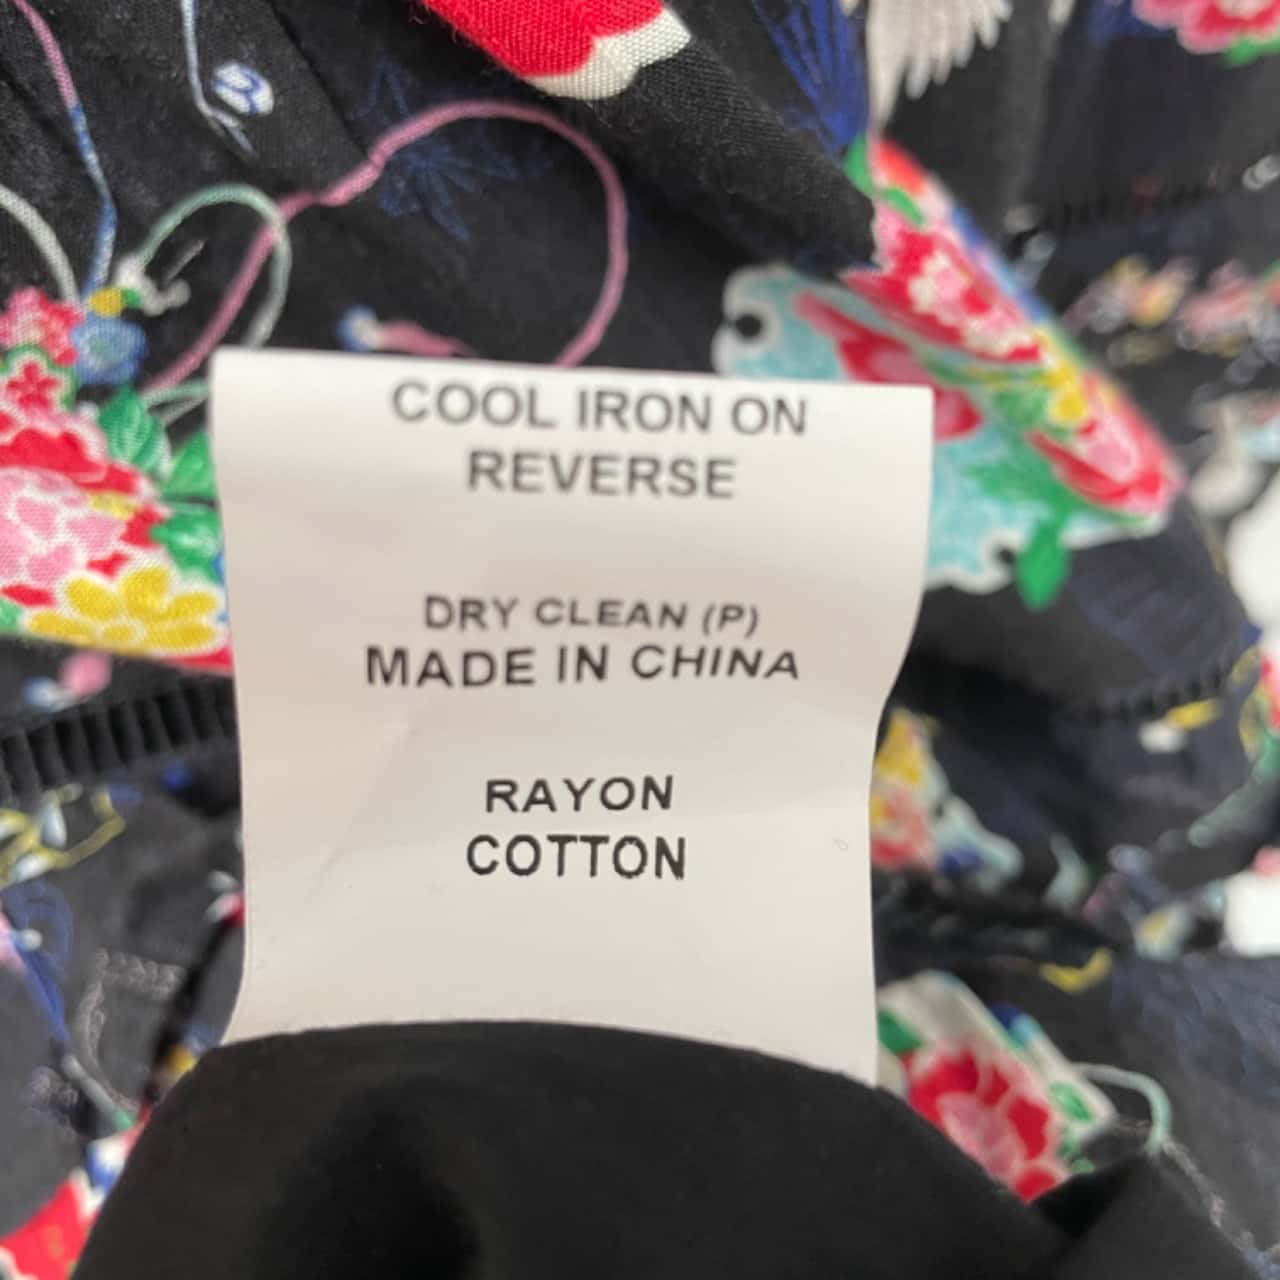 COOL IRON ON
REVERSE
DRY CLEAN (P)
MADE IN CHINA
RAYON
COTTON